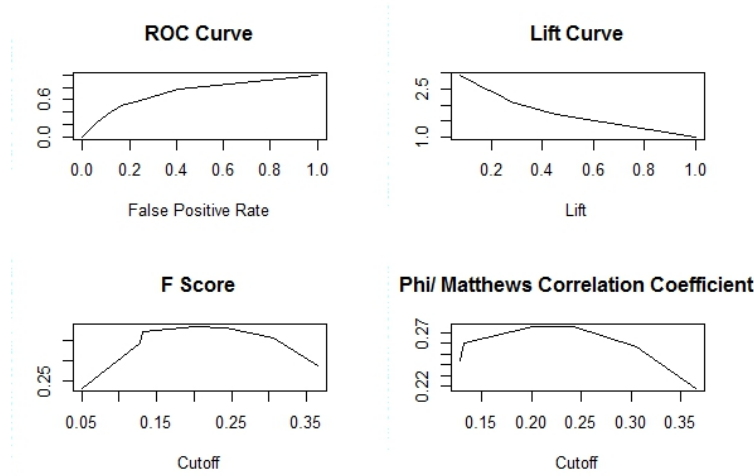 ROC Curve
0.0 0.6
0.0 0.2 0.4 0.6 0.8 1.0
False Positive Rate
Lift Curve
1.0 2.5
0.2 0.4 0.6 0.8 1.0
Lift
F Score
0.25
0.05 0.15 0.25 0.35
Cutoff
Phi/ Matthews Correlation Coefficient
0.22 0.27
0.15 0.20 0.25 0.30 0.35
Cutoff